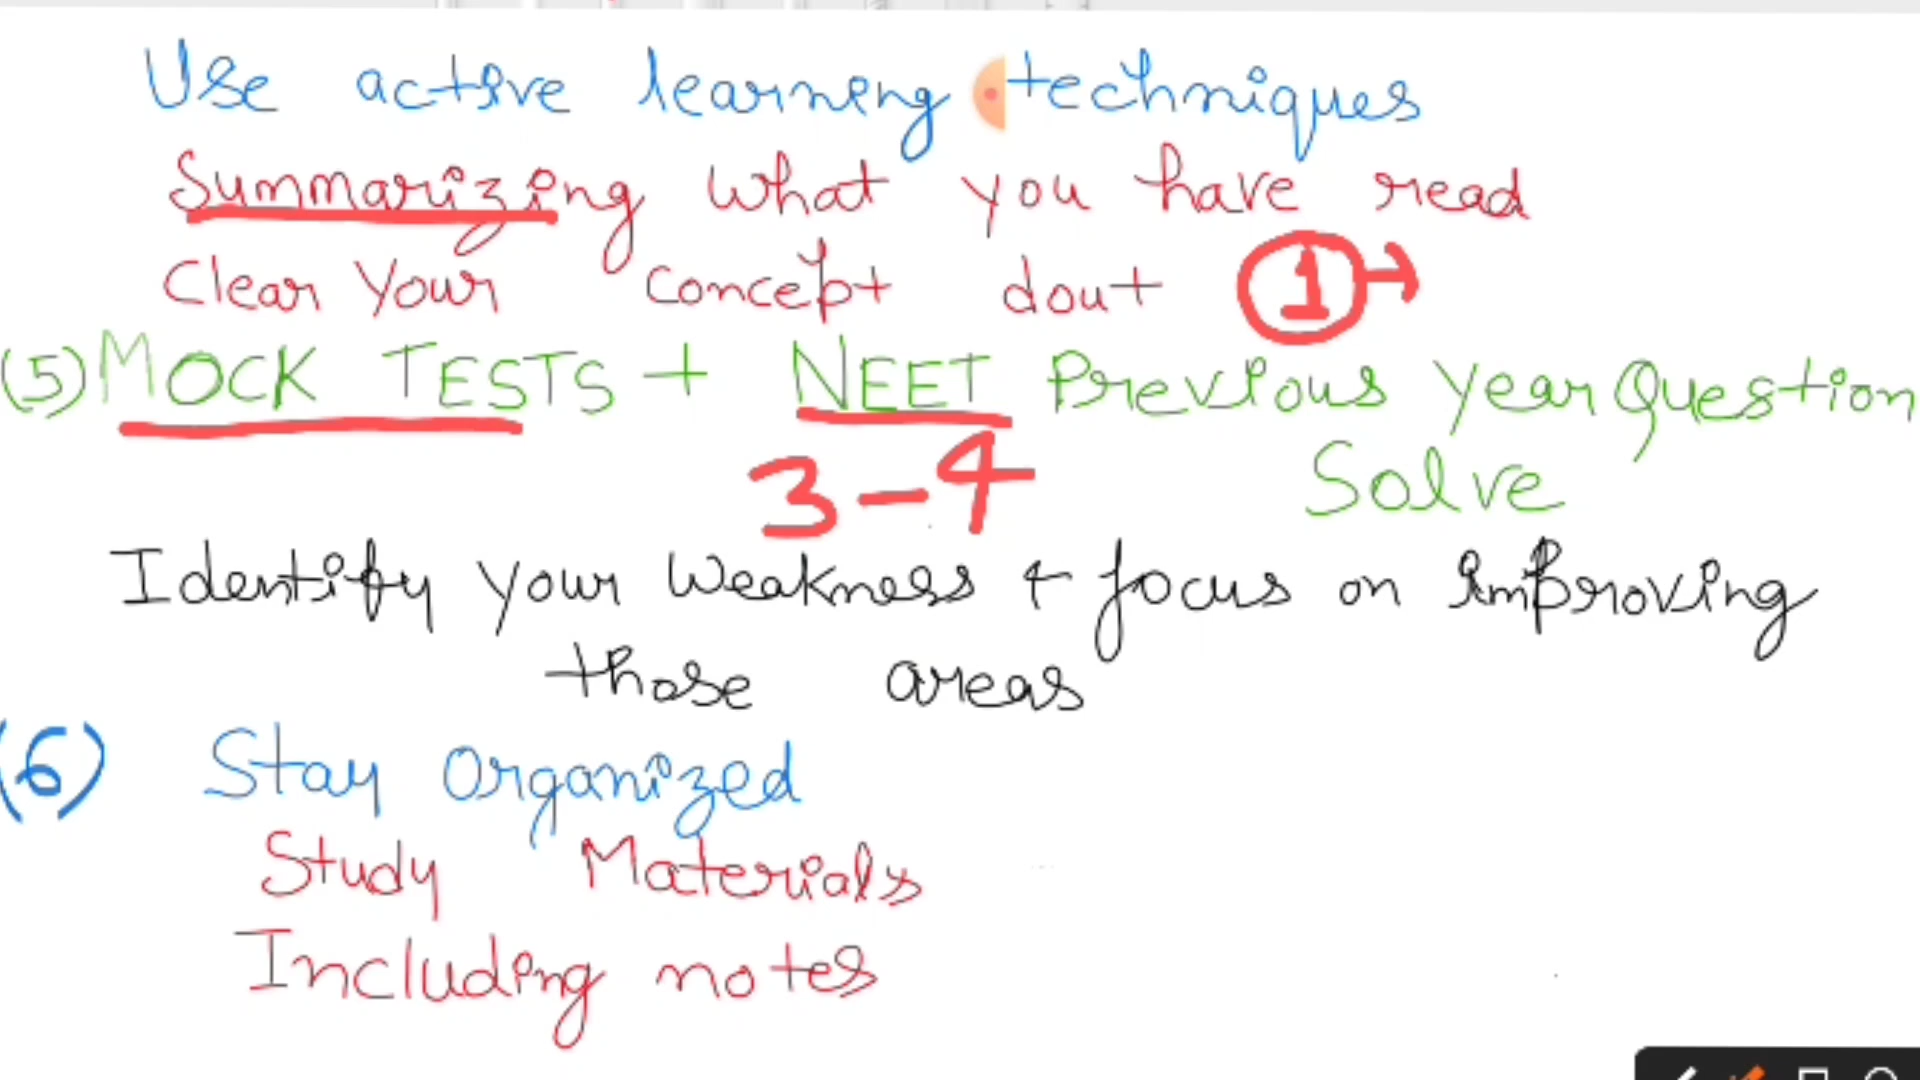 Use active learning techniques
Summarizing what you have read
Clear Your concept dout 1
(5) MOCK TESTS + NEET Previous year Question
Solve
3-4
Identify your weakness + focus on improving
those areas
(6) Stay organized
Study Materials
Including notes